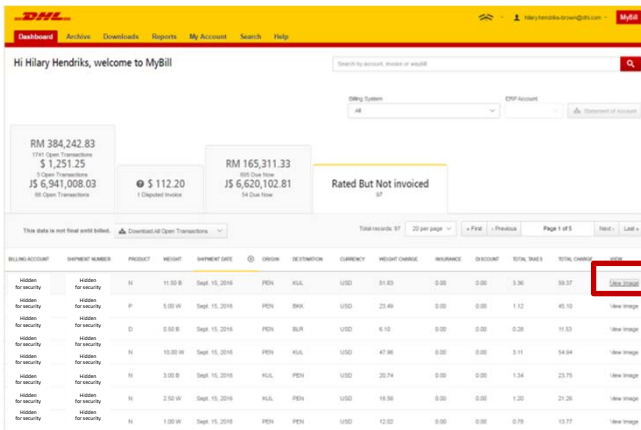 DHL
hilary.hendriks-brown@dhl.com
MyBill
Dashboard Archive Downloads Reports My Account Search Help
Hi Hilary Hendriks, welcome to MyBill
Search by account, invoice or waybill
Billing System
ERP Account
All
Statement of Account
RM 384,242.83
1741 Open Transactions
$ 1,251.25
3 Open Transactions
J$ 6,941,008.03
68 Open Transactions
$ 112.20
1 Disputed Invoice
RM 165,311.33
695 Due Now
J$ 6,620,102.81
54 Due Now
Rated But Not invoiced
97
This data is not final until billed.
Download All Open Transactions
Total records: 97 20 per page « First ‹ Previous Page 1 of 5 Next › Last »
BILLING ACCOUNT SHIPMENT NUMBER PRODUCT WEIGHT SHIPMENT DATE ORIGIN DESTINATION CURRENCY WEIGHT CHARGE INSURANCE DISCOUNT TOTAL TAXES TOTAL CHARGE VIEW
Hidden for security Hidden for security N 11.50 B Sept. 15, 2016 PEN KUL USD 51.83 0.00 0.00 3.36 59.37 View Image
Hidden for security Hidden for security P 5.00 W Sept. 15, 2016 PEN BKK USD 23.49 0.00 0.00 1.12 45.10 View Image
Hidden for security Hidden for security D 0.50 B Sept. 15, 2016 PEN BLR USD 6.10 0.00 0.00 0.28 11.53 View Image
Hidden for security Hidden for security N 10.00 W Sept. 15, 2016 PEN KUL USD 47.96 0.00 0.00 3.11 54.94 View Image
Hidden for security Hidden for security N 3.00 B Sept. 15, 2016 KUL PEN USD 20.74 0.00 0.00 1.34 23.75 View Image
Hidden for security Hidden for security N 2.50 W Sept. 15, 2016 KUL PEN USD 18.56 0.00 0.00 1.20 21.26 View Image
Hidden for security Hidden for security N 1.00 W Sept. 15, 2016 PEN PEN USD 12.02 0.00 0.00 0.78 13.77 View Image